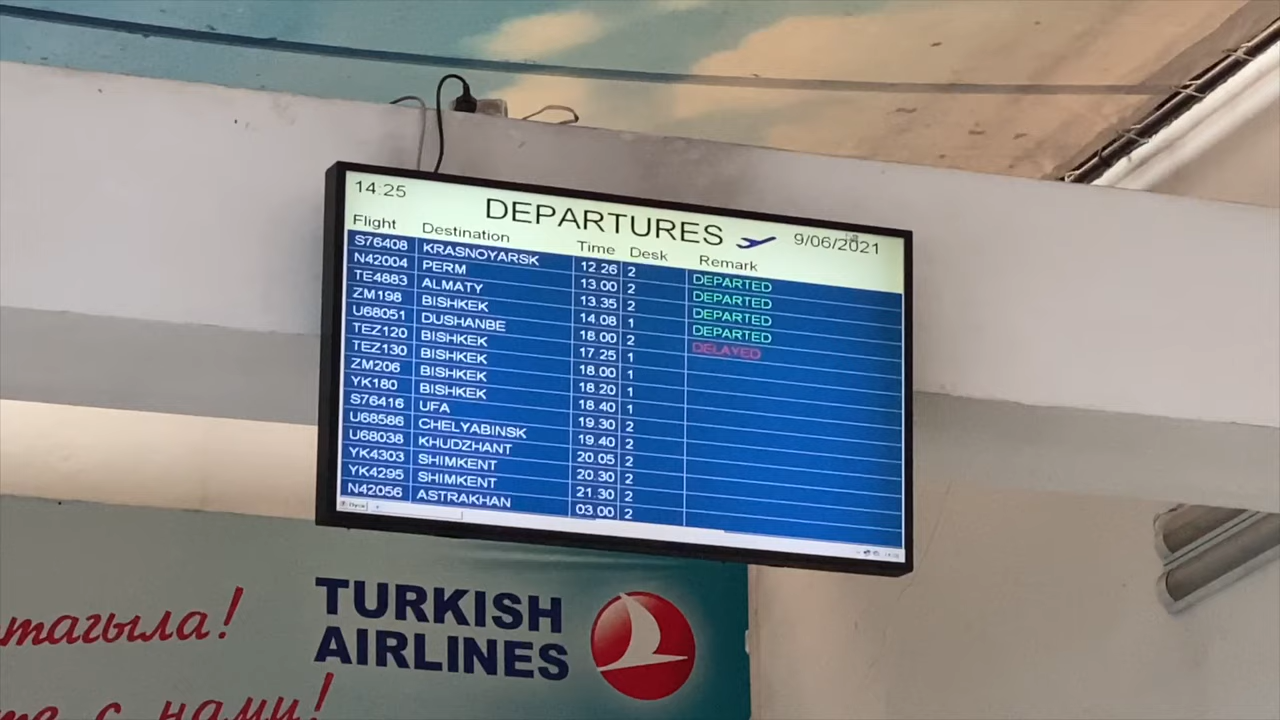 14:25 DEPARTURES 9/06/2021
Flight Destination Time Desk Remark
S76408 KRASNOYARSK 12.26 2 DEPARTED
N42004 PERM 13.00 2 DEPARTED
TE4883 ALMATY 13.35 2 DEPARTED
ZM198 BISHKEK 14.08 1 DEPARTED
U68051 DUSHANBE 18.00 2 DELAYED
TEZ120 BISHKEK 17.25 1
TEZ130 BISHKEK 18.00 1
ZM206 BISHKEK 18.20 1
YK180 BISHKEK 18.40 1
S76416 UFA 19.30 2
U68586 CHELYABINSK 19.40 2
U68038 KHUDZHANT 20.05 2
YK4303 SHIMKENT 20.30 2
YK4295 SHIMKENT 21.30 2
N42056 ASTRAKHAN 03.00 2
Пуск
тагыла!
с нами!
TURKISH
AIRLINES